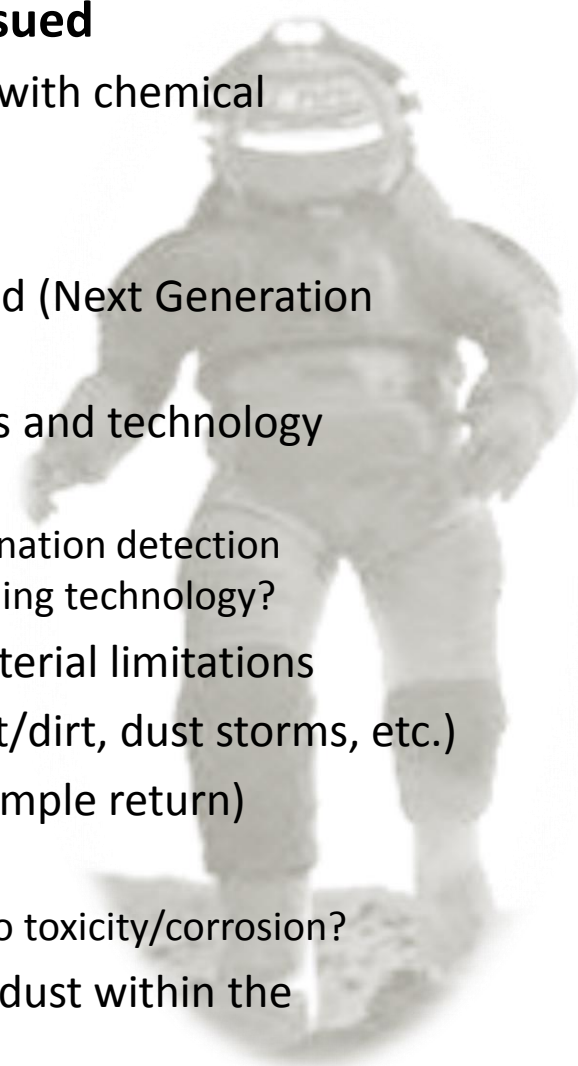 sued
with chemical
d (Next Generation
s and technology
nation detection
ing technology?
terial limitations
t/dirt, dust storms, etc.)
mple return)
o toxicity/corrosion?
dust within the